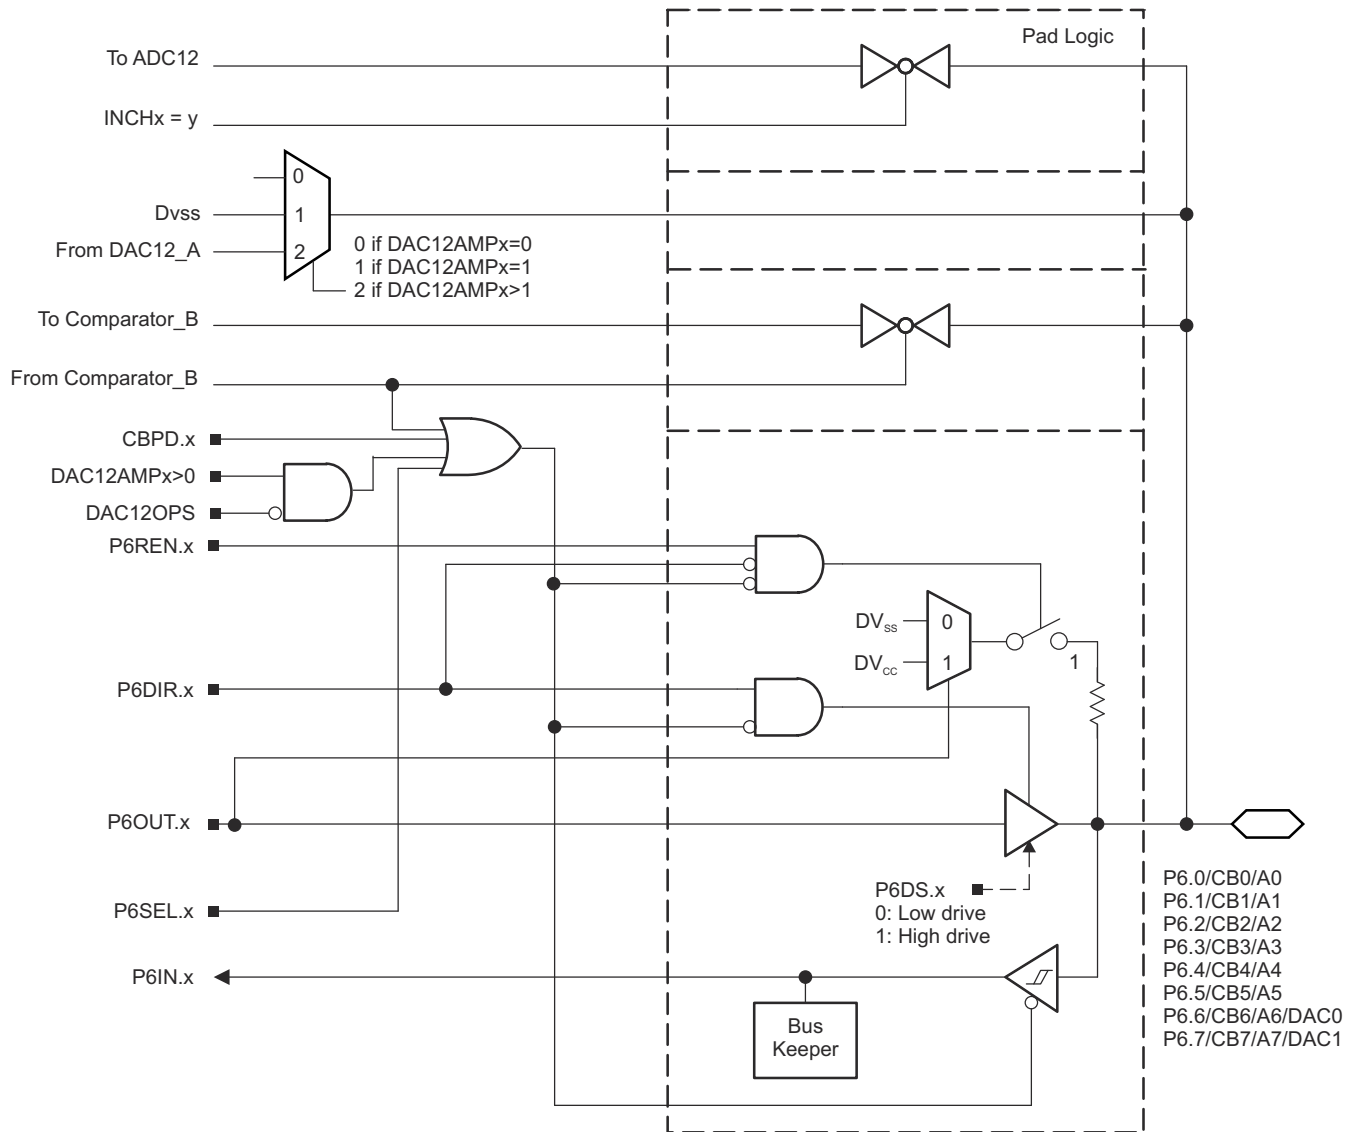 Pad Logic
To ADC12
INCHx = y
0
Dvss
1
From DAC12_A
2
0 if DAC12AMPx=0
1 if DAC12AMPx=1
2 if DAC12AMPx>1
To Comparator_B
From Comparator_B
CBPD.x
DAC12AMPx>0
DAC12OPS
P6REN.x
DVSS
0
DVCC
1
1
P6DIR.x
P6OUT.x
P6DS.x
0: Low drive
1: High drive
P6SEL.x
P6IN.x
Bus
Keeper
P6.0/CB0/A0
P6.1/CB1/A1
P6.2/CB2/A2
P6.3/CB3/A3
P6.4/CB4/A4
P6.5/CB5/A5
P6.6/CB6/A6/DAC0
P6.7/CB7/A7/DAC1